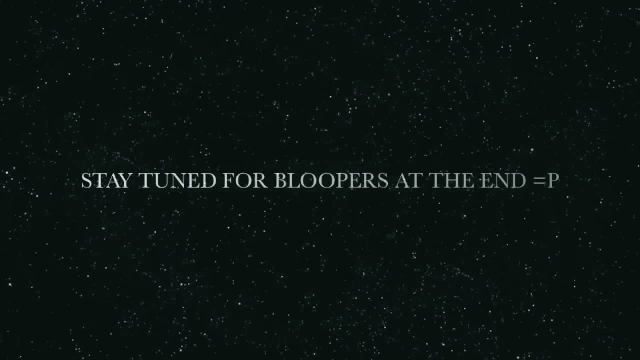 STAY TUNED FOR BLOOPERS AT THE END =P